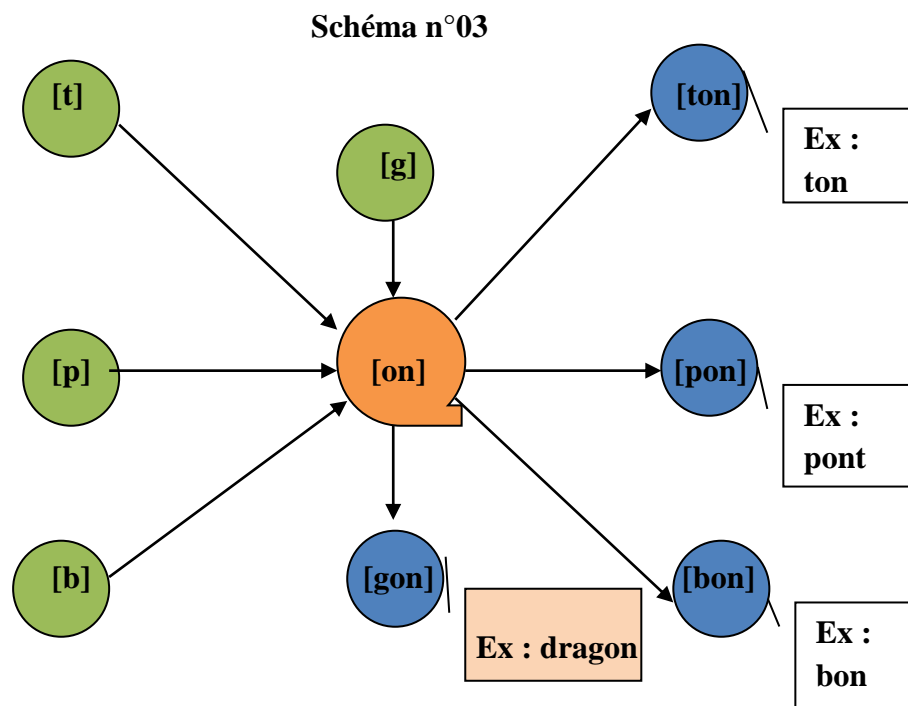 Schéma n°03
[t]
[ton]
Ex :
ton
[g]
[p]
[on]
[pon]
Ex :
pont
[b]
[gon]
[bon]
Ex : dragon
Ex :
bon